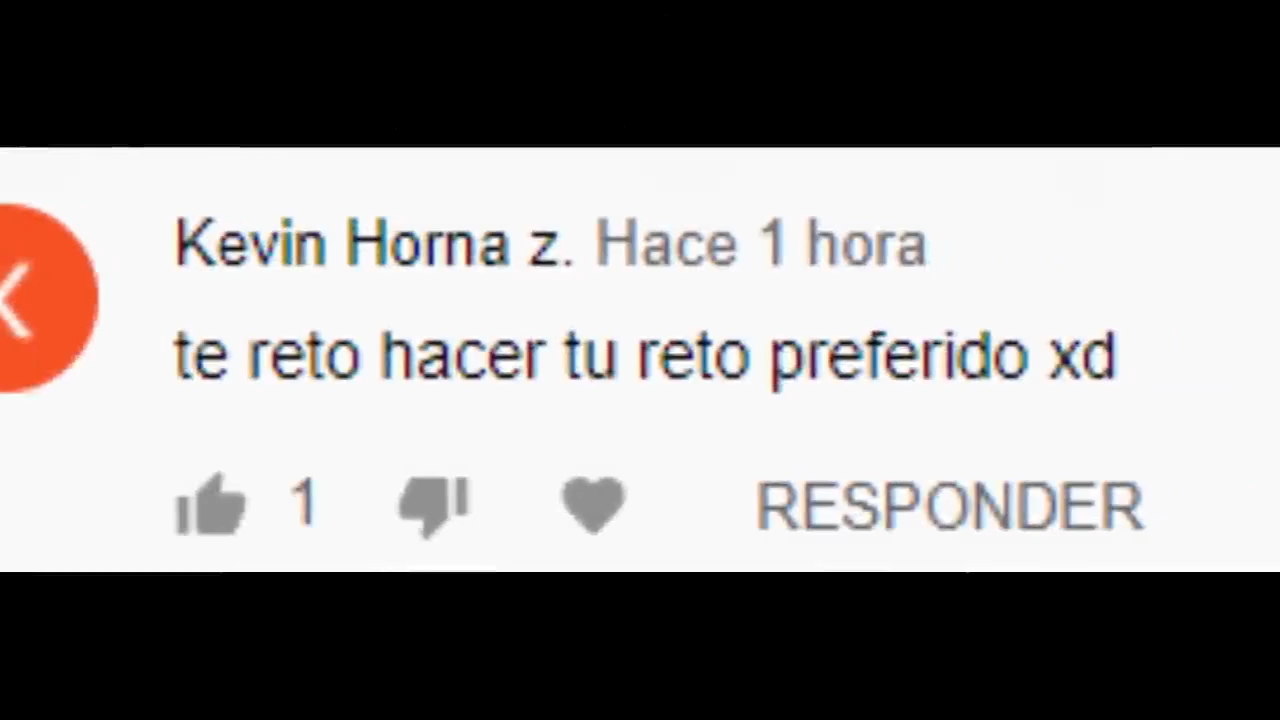 K
Kevin Horna z. Hace 1 hora
te reto hacer tu reto preferido xd
1
RESPONDER